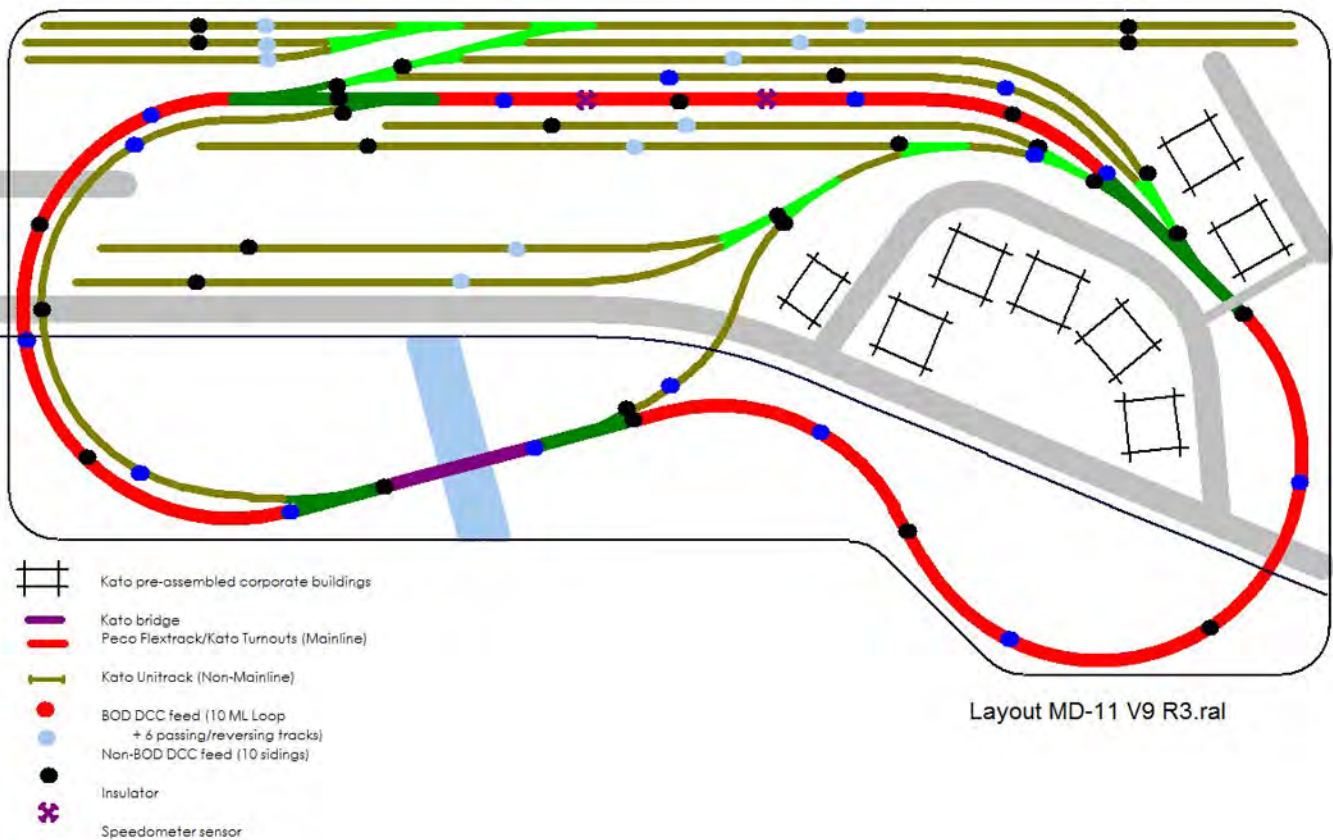 Kato pre-assembled corporate buildings
Kato bridge
Peco Flextrack/Kato Turnouts (Mainline)
Kato Unitrack (Non-Mainline)
BOD DCC feed (10 ML Loop
+ 6 passing/reversing tracks)
Non-BOD DCC feed (10 sidings)
Insulator
Speedometer sensor
Layout MD-11 V9 R3.ral